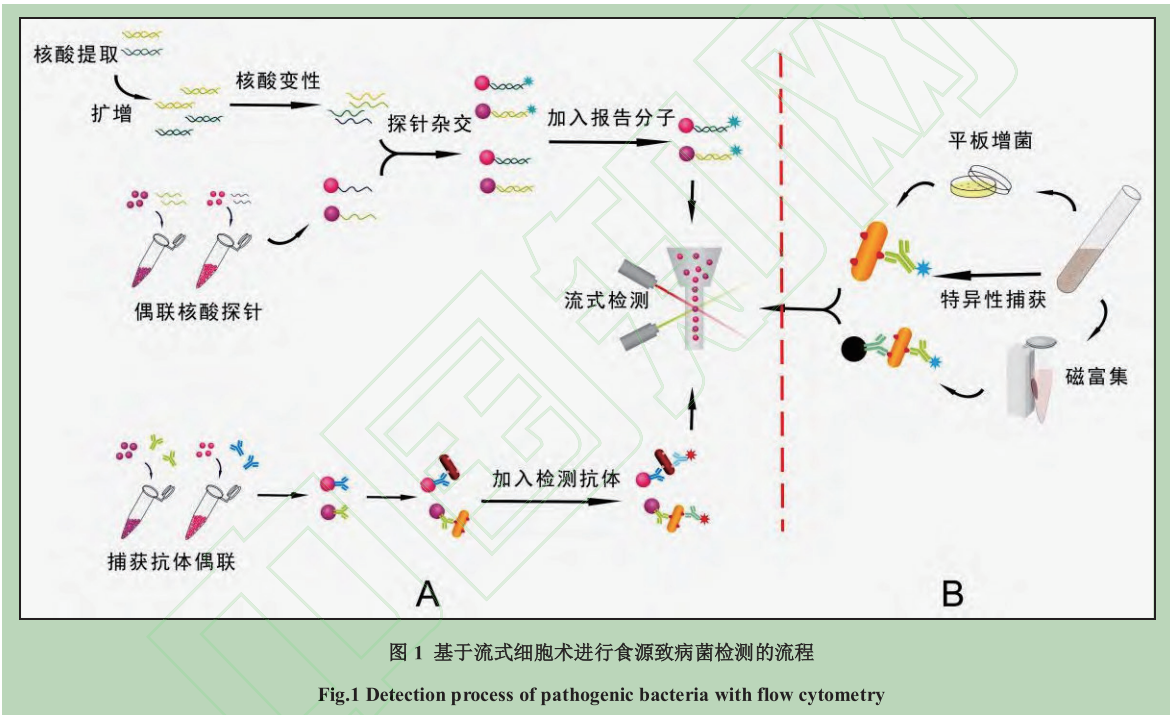 核酸提取
扩增
核酸变性
探针杂交
加入报告分子
偶联核酸探针
流式检测
捕获抗体偶联
加入检测抗体
A
平板增菌
特异性捕获
磁富集
B
图 1 基于流式细胞术进行食源致病菌检测的流程
Fig.1 Detection process of pathogenic bacteria with flow cytometry